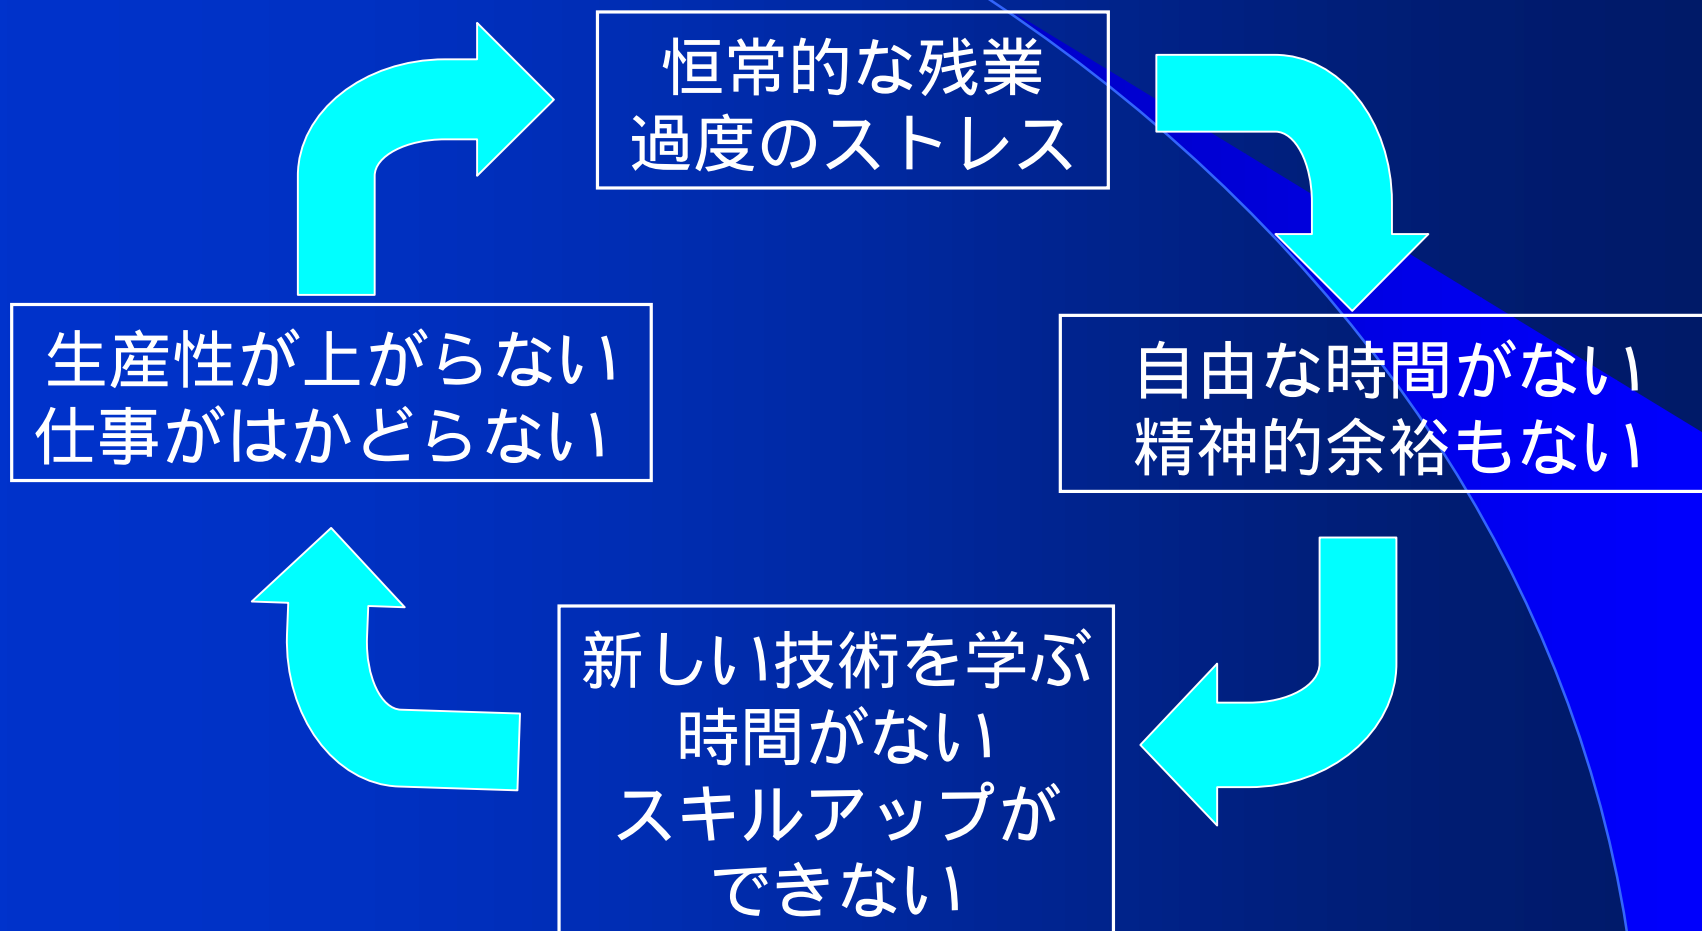 恒常的な残業
過度のストレス
生産性が上がらない
仕事がはかどらない
自由な時間がない
精神的余裕もない
新しい技術を学ぶ
時間がない
スキルアップが
できない